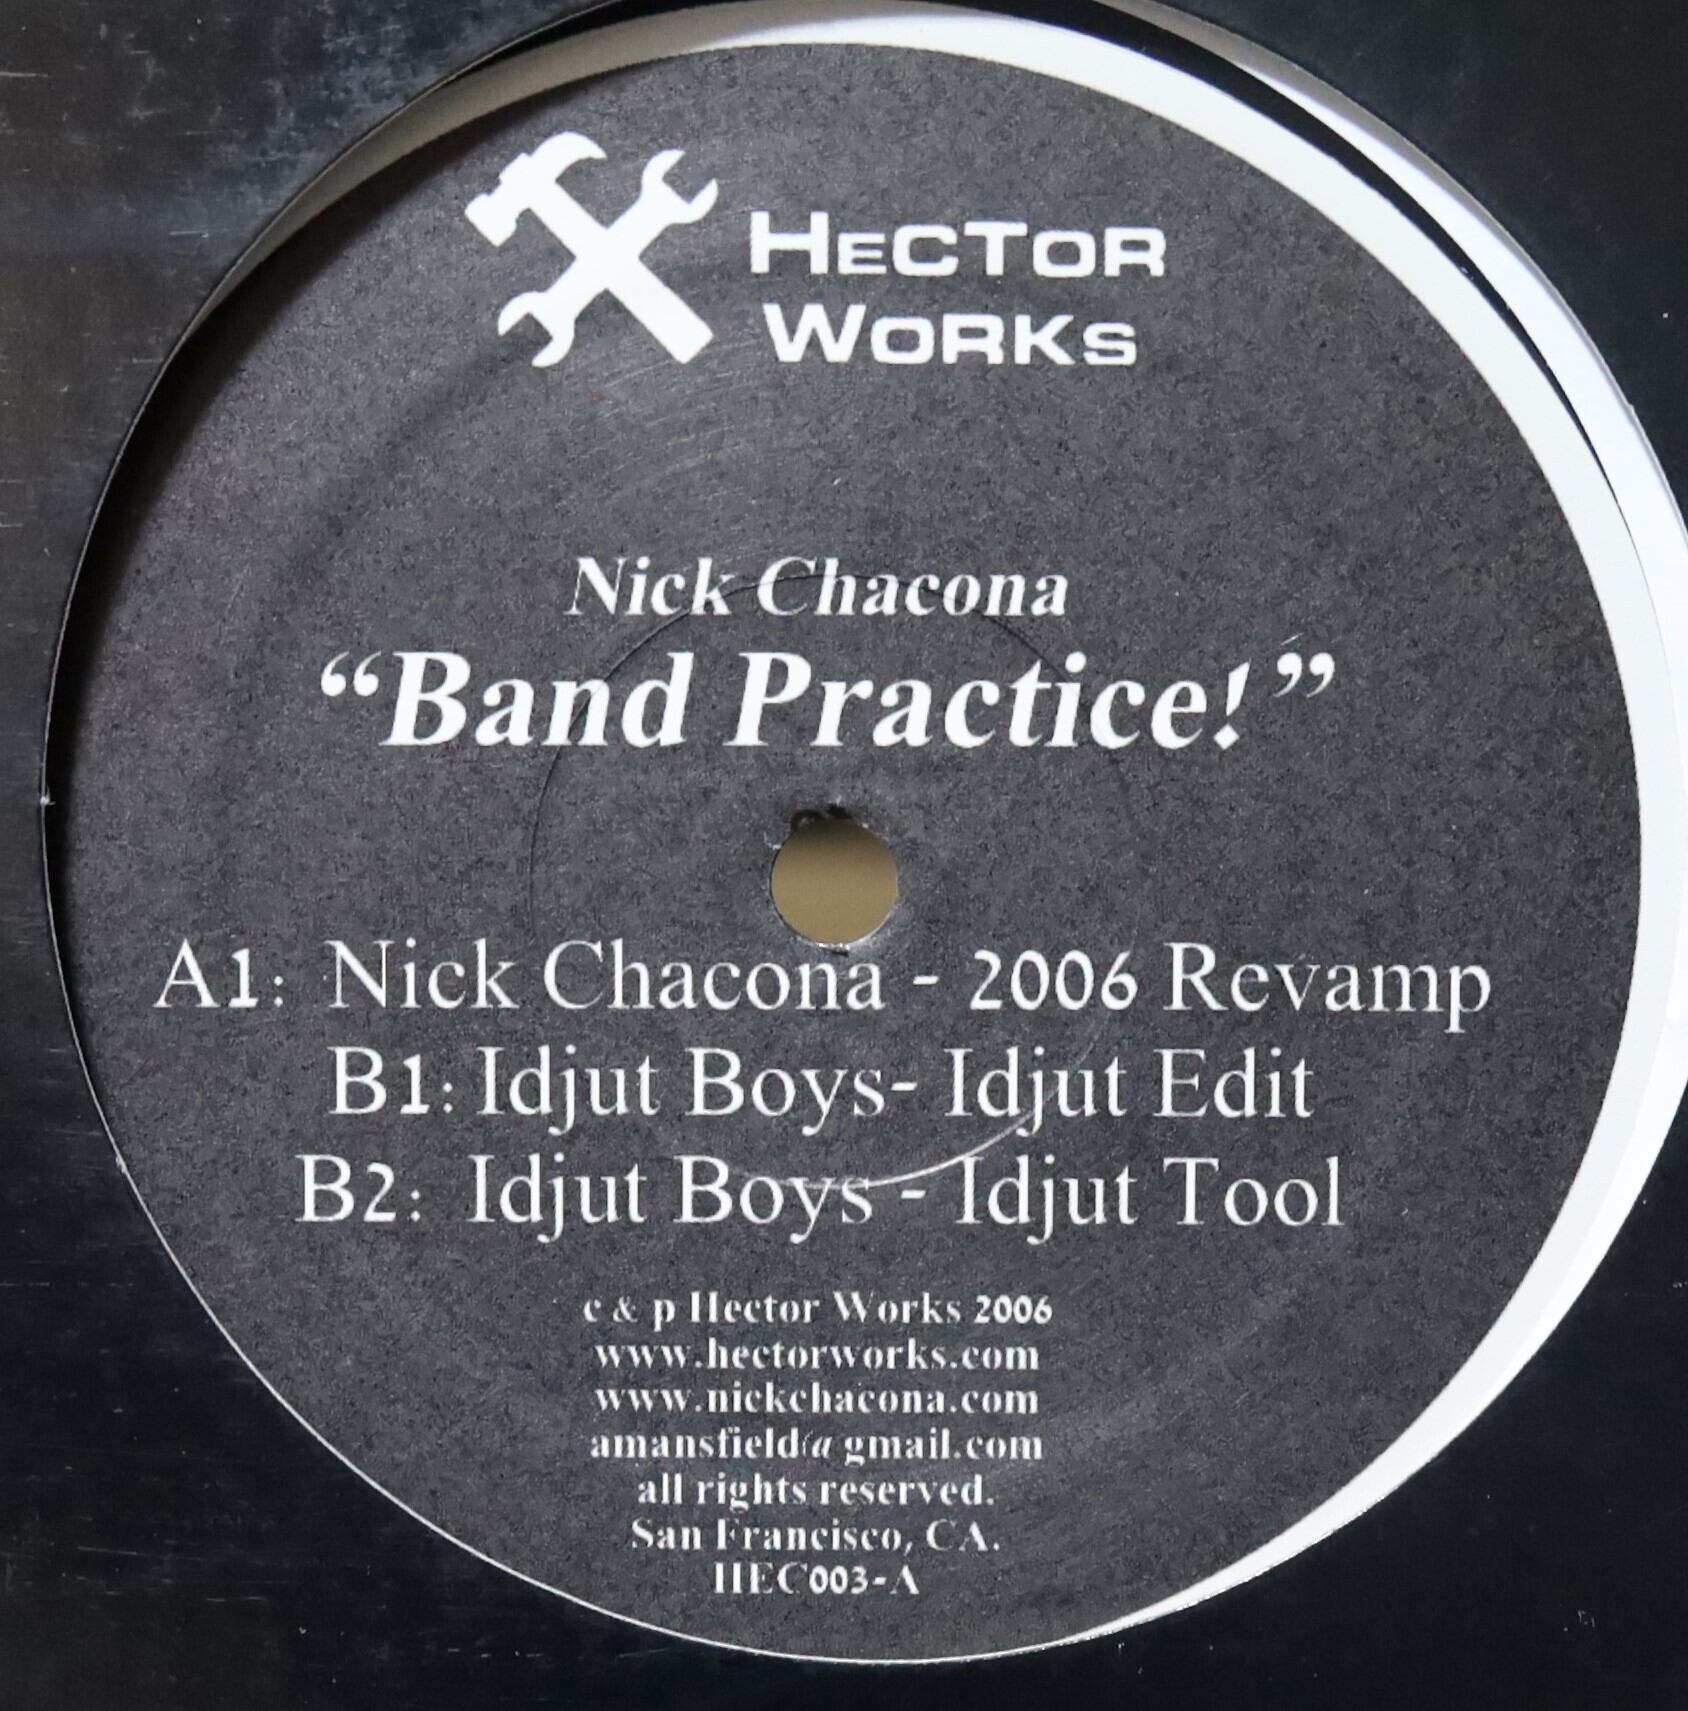 HECTOR
WORKS
Nick Chacona
“Band Practice!”
A1: Nick Chacona - 2006 Revamp
B1: Idjut Boys- Idjut Edit
B2: Idjut Boys - Idjut Tool
c & p Hector Works 2006
www.hectorworks.com
www.nickchacona.com
amansfield@gmail.com
all rights reserved.
San Francisco, CA.
HEC003-A